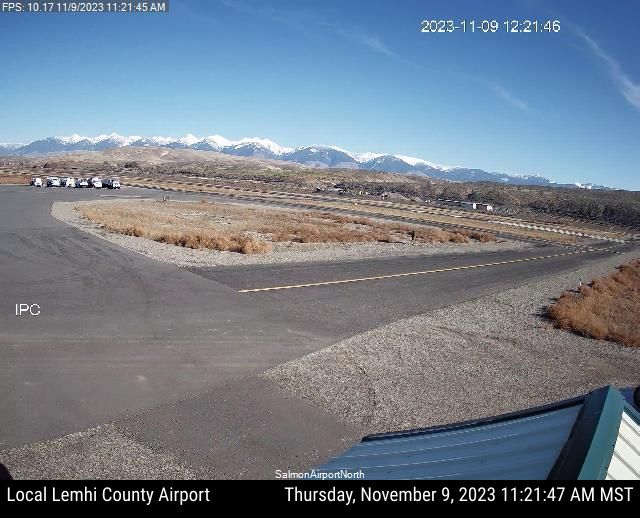 FPS: 10.17 11/9/2023 11:21:45 AM
2023-11-09 12:21:46
IPC
SalmonAirportNorth
Local Lemhi County Airport
Thursday, November 9, 2023 11:21:47 AM MST